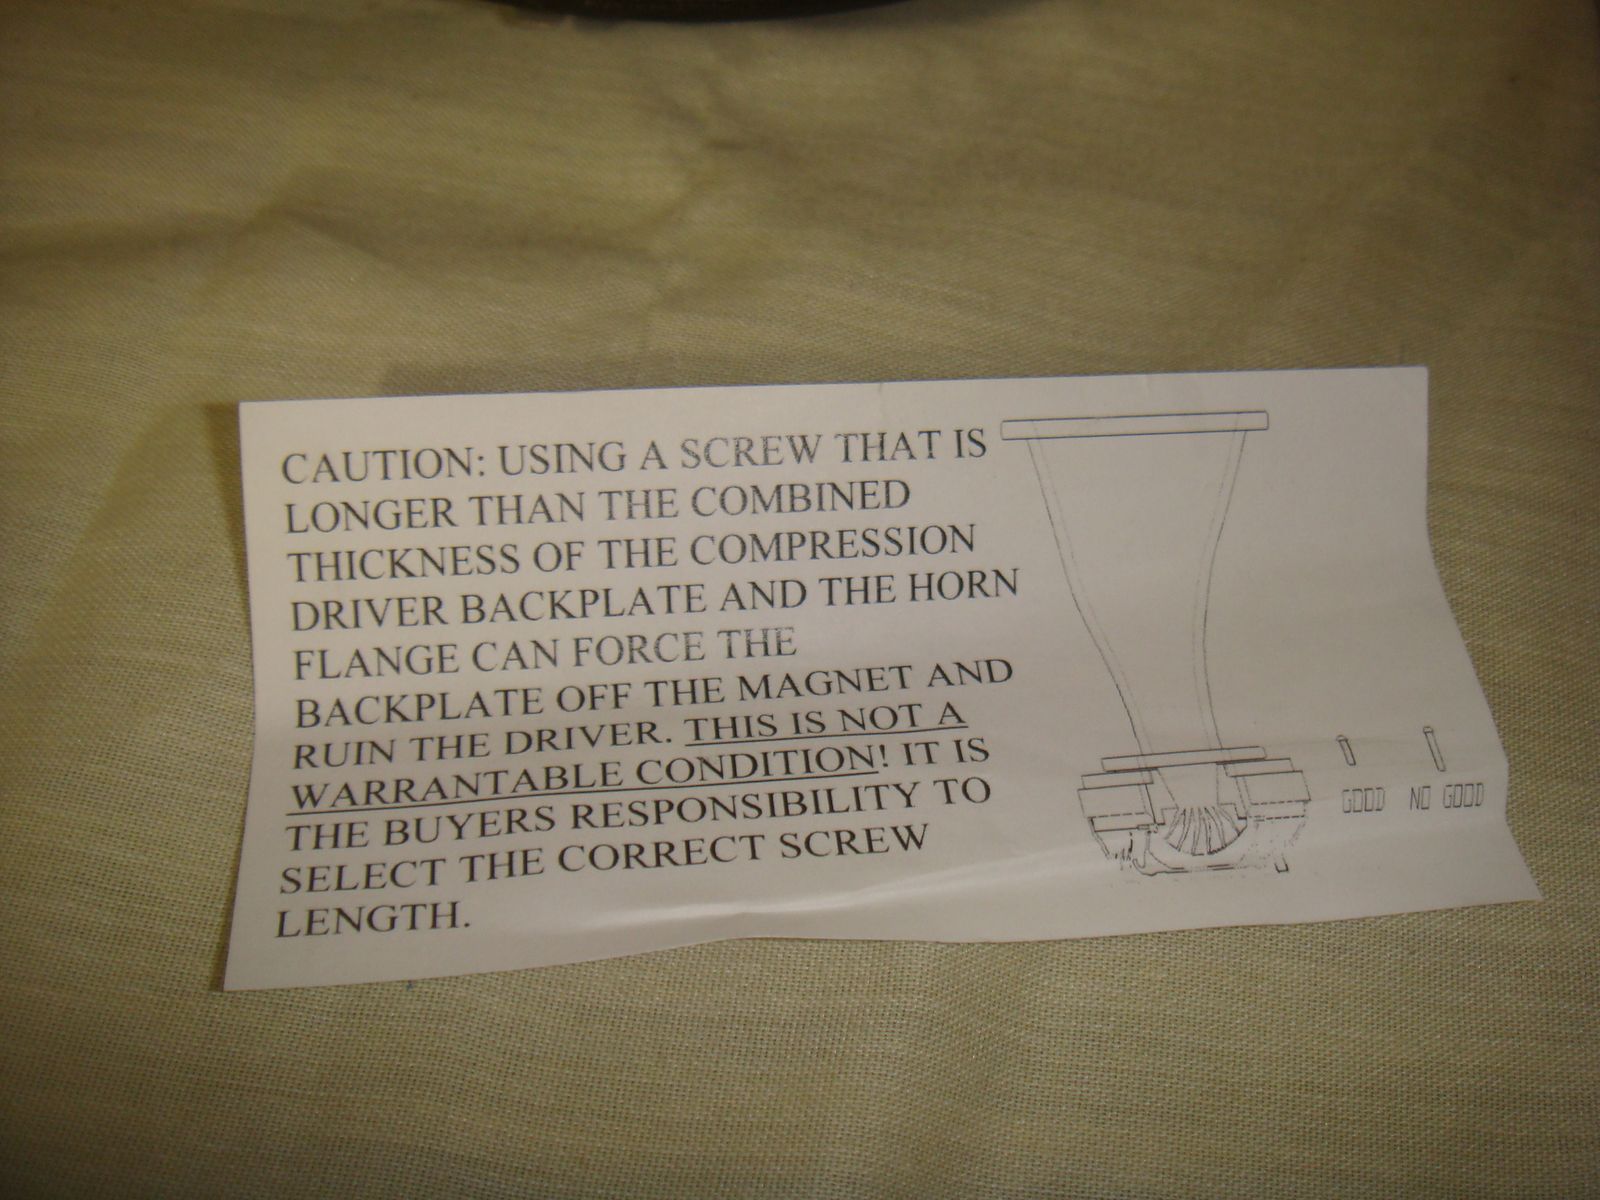 CAUTION: USING A SCREW THAT IS
LONGER THAN THE COMBINED
THICKNESS OF THE COMPRESSION
DRIVER BACKPLATE AND THE HORN
FLANGE CAN FORCE THE
BACKPLATE OFF THE MAGNET AND
RUIN THE DRIVER. THIS IS NOT A
WARRANTABLE CONDITION! IT IS
THE BUYERS RESPONSIBILITY TO
SELECT THE CORRECT SCREW
LENGTH.
GOOD NO GOOD